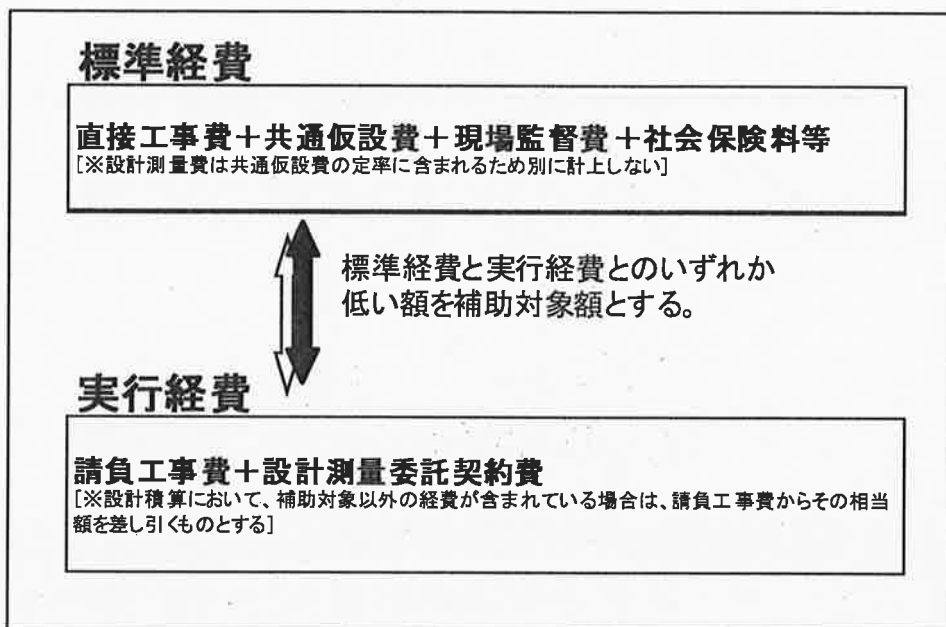 標準経費
直接工事費＋共通仮設費＋現場監督費＋社会保険料等
[※設計測量費は共通仮設費の定率に含まれるため別に計上しない]
標準経費と実行経費とのいずれか
低い額を補助対象額とする。
実行経費
請負工事費＋設計測量委託契約費
[※設計積算において、補助対象以外の経費が含まれている場合は、請負工事費からその相当
額を差し引くものとする]